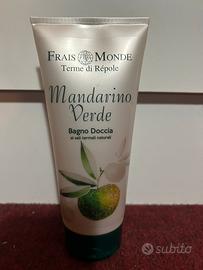 FRAIS MONDE
Terme di Répole
Mandarino
Verde
Bagno Doccia
ai sali termali naturali
subito